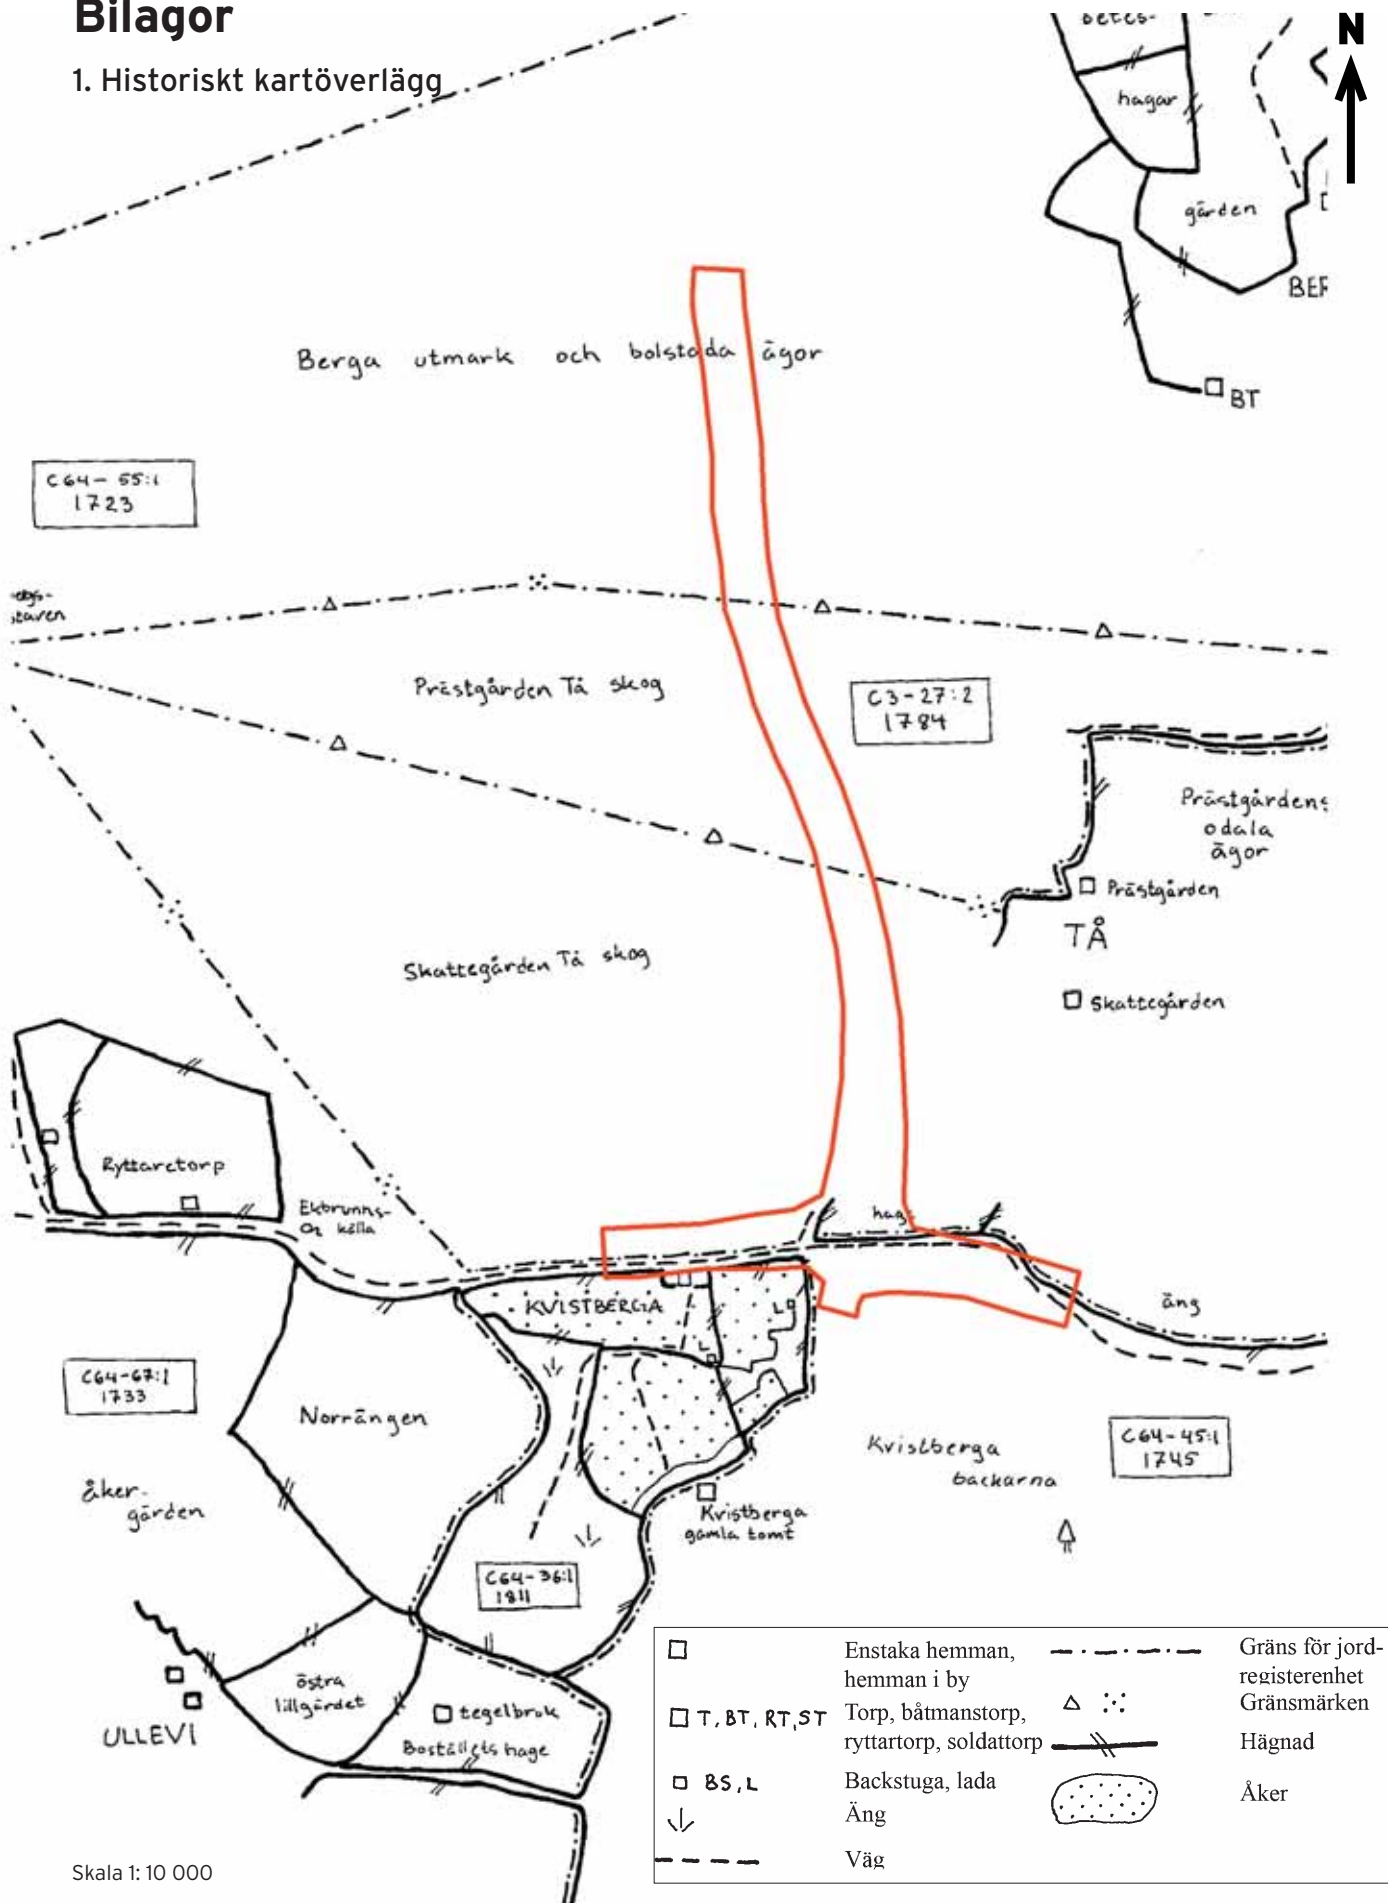 Bilagor
1. Historiskt kartöverlägg
N
hagar
gärden
BT
Berga utmark och bolstada ägor
C64-55:1
1723
Prästgården Tå skog
C3-27:2
1784
Prästgårdens
odala
ägor
Prästgården
TÅ
Skattegården Tå skog
Skattegården
Ryttaretorp
källa
hag
KVISTBERGA
L
L
äng
C64-67:1
1733
Norrängen
åker-
gärden
Kvistberga
backarna
C64-45:1
1745
Kvistberga
gamla tomt
C64-36:1
1811
östra
lillgärdet
tegelbruk
Boställets hage
ULLEVI
Enstaka hemman,
hemman i by
T, BT, RT, ST
Torp, båtmanstorp,
ryttartorp, soldattorp
BS, L
Backstuga, lada
Äng
Väg
Gräns för jord-
registerenhet
Gränsmärken
Hägnad
Åker
Skala 1: 10 000